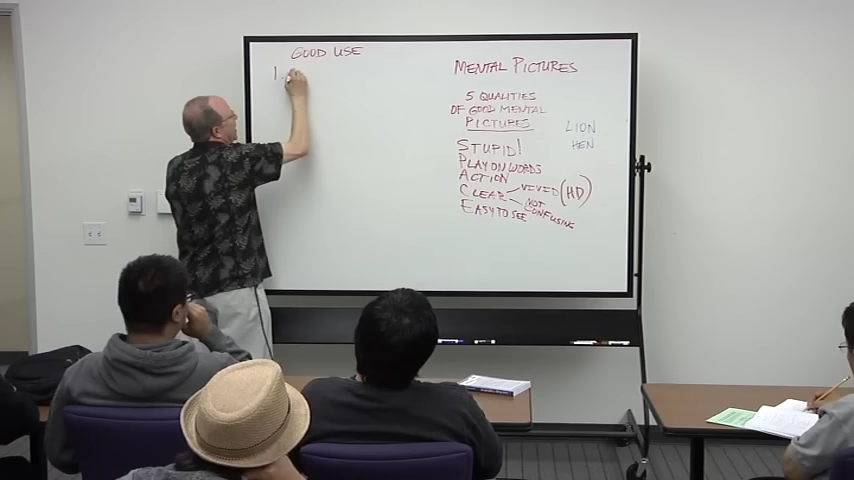 GOOD USE
1.
MENTAL PICTURES
5 QUALITIES
OF GOOD MENTAL
PICTURES
LION
HEN
STUPID!
PLAY ON WORDS
ACTION
CLEAR VIVID (HD)
NOT
CONFUSING
EASY TO SEE